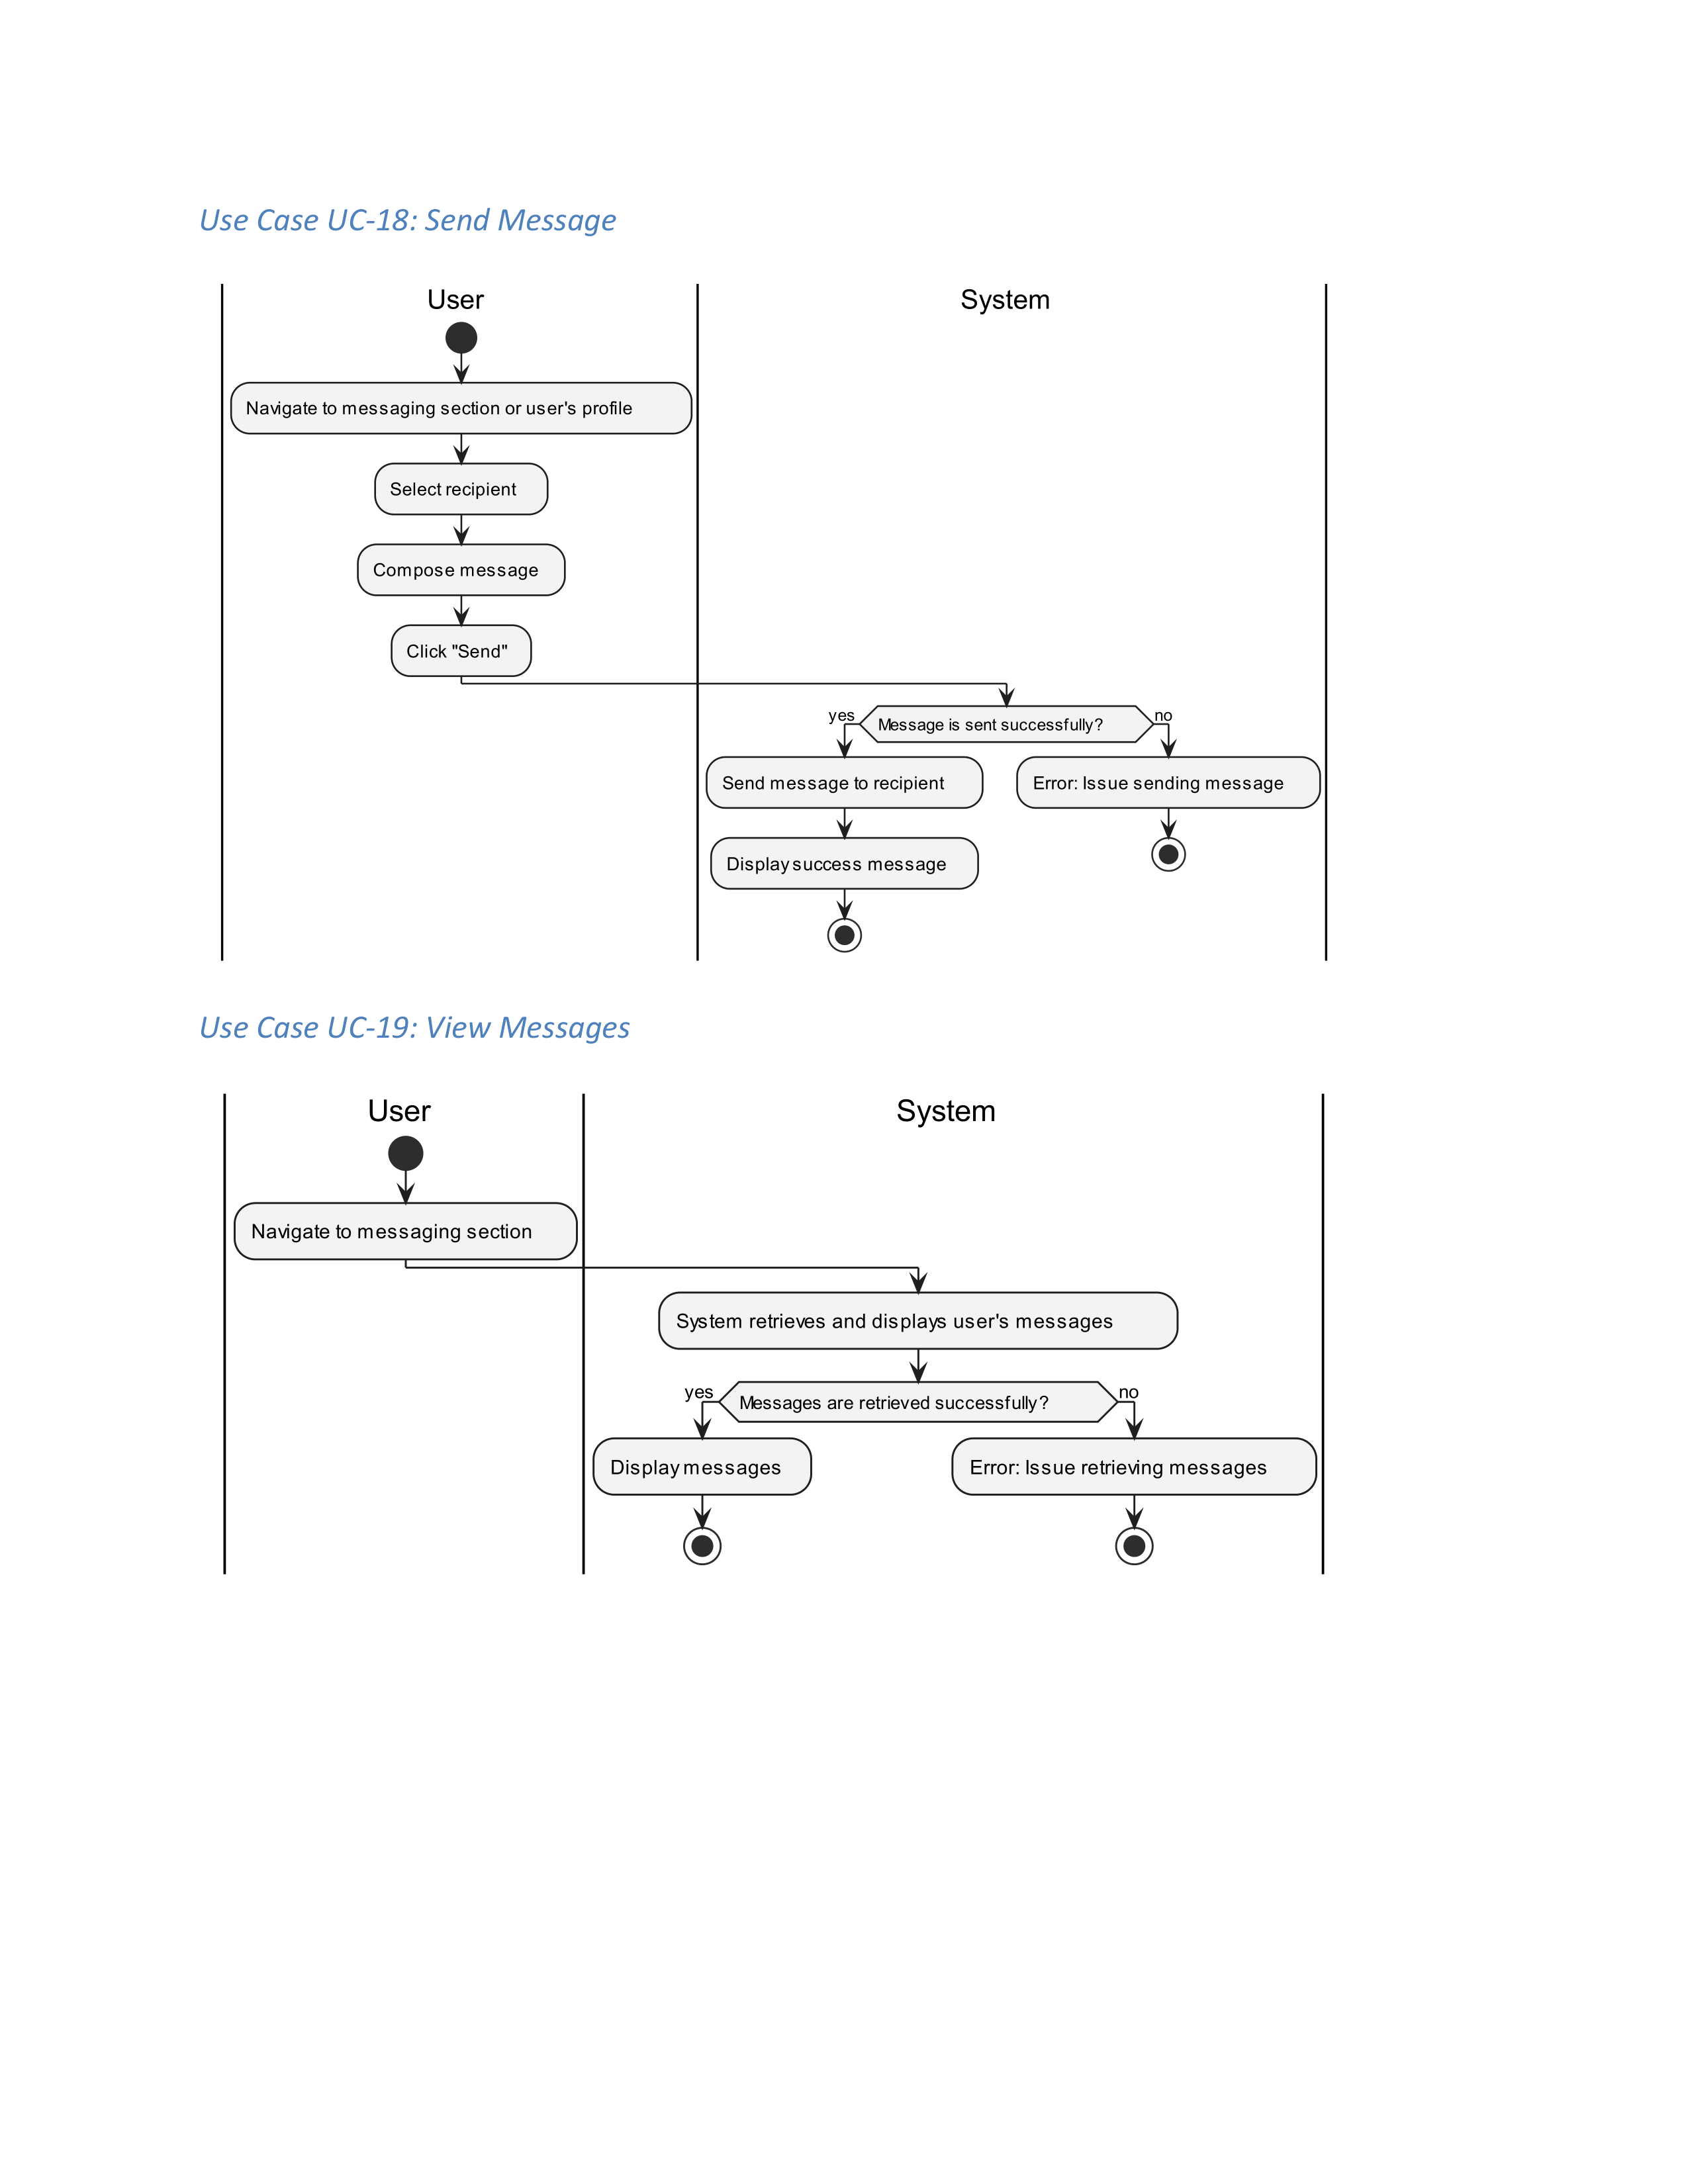 Use Case UC-18: Send Message
User
System
Navigate to messaging section or user's profile
Select recipient
Compose message
Click "Send"
yes
Message is sent successfully?
no
Send message to recipient
Error: Issue sending message
Display success message
Use Case UC-19: View Messages
User
System
Navigate to messaging section
System retrieves and displays user's messages
yes
Messages are retrieved successfully?
no
Display messages
Error: Issue retrieving messages